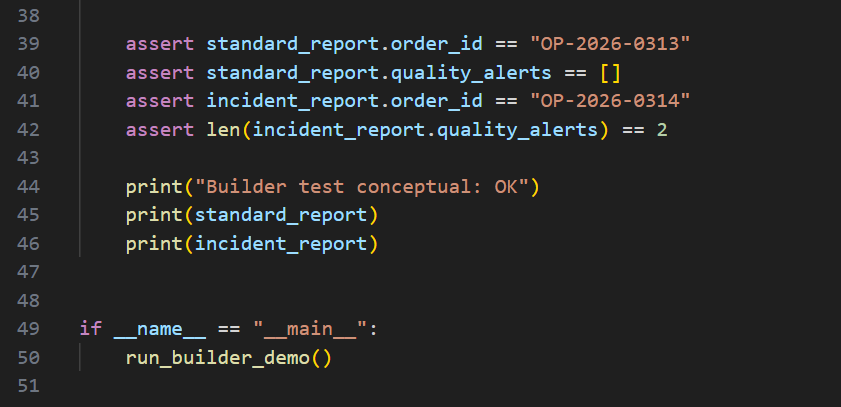 38
39     assert standard_report.order_id == "OP-2026-0313"
40     assert standard_report.quality_alerts == []
41     assert incident_report.order_id == "OP-2026-0314"
42     assert len(incident_report.quality_alerts) == 2
43
44     print("Builder test conceptual: OK")
45     print(standard_report)
46     print(incident_report)
47
48
49 if __name__ == "__main__":
50     run_builder_demo()
51